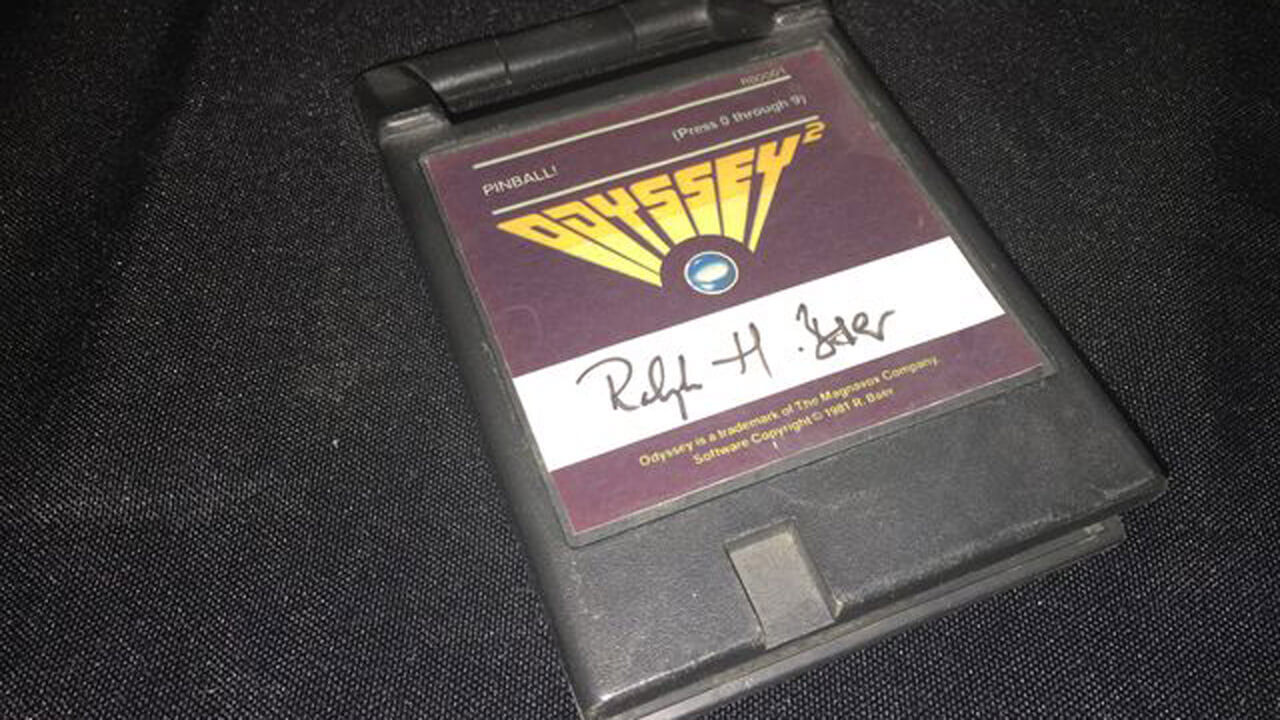 RB0001
PINBALL! (Press 0 through 9)
ODYSSEY²
Ralph H. Baer
Odyssey is a trademark of The Magnavox Company.
Software Copyright © 1981 R. Baer